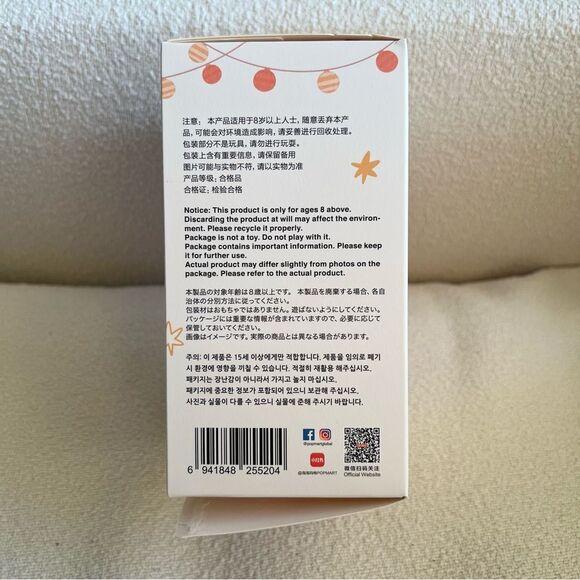 注意： 本产品适用于8岁以上人士，随意丢弃本产
品，可能会对环境造成影响，请妥善进行回收处理。
包装部分不是玩具，请勿进行玩耍。
包装上含有重要信息，请保留备用
图片可能与实物不符，请以实物为准
产品等级：合格品
合格证：检验合格
Notice: This product is only for ages 8 above.
Discarding the product at will may affect the environ-
ment. Please recycle it properly.
Package is not a toy. Do not play with it.
Package contains important information. Please keep
it for further use.
Actual product may differ slightly from photos on the
package. Please refer to the actual product.
本製品の対象年齢は8歳以上です。 本製品を廃棄する場合、各自
治体の分別方法に従ってください。
包装材はおもちゃではありません。遊ばないようにしてください。
パッケージには重要な情報が含まれていますので、必要に応じて
保管しておいてください。
画像はイメージです。実際の商品とは異なる場合があります。
주의: 이 제품은 15세 이상에게만 적합합니다. 제품을 임의로 폐기
시 환경에 영향을 끼칠 수 있습니다. 적절히 재활용 해주십시오.
패키지는 장난감이 아니라서 가지고 놀지 마십시오.
패키지에 중요한 정보가 포함되어 있으니 보관해 주십시오.
사진과 실물이 다를 수 있으니 실물에 준해 주시기 바랍니다.
@popmartglobal
小红书
@泡泡玛特POPMART
微信扫码关注
Official Website
6 941848 255204